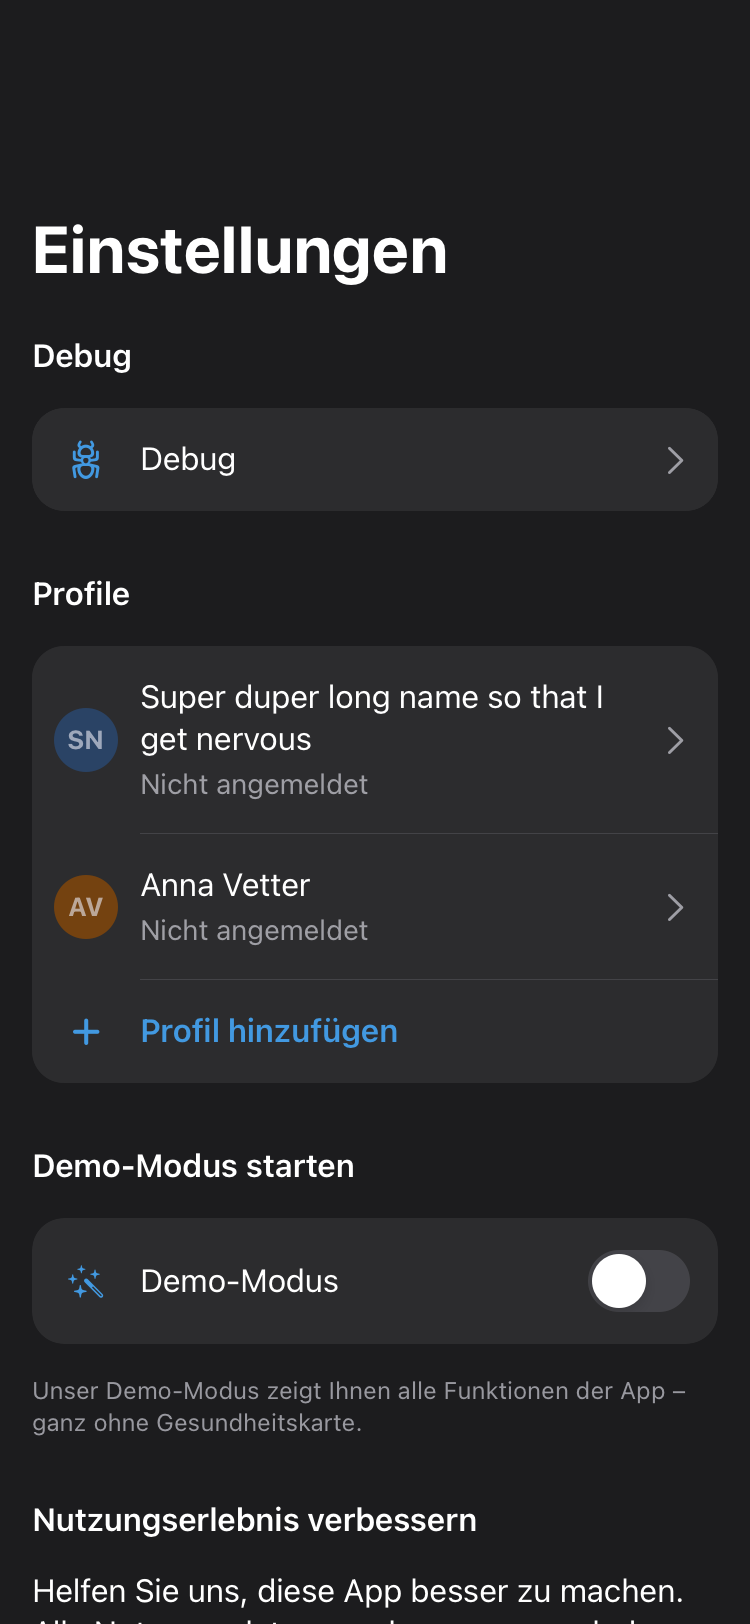 Einstellungen
Debug
Debug
Profile
SN
Super duper long name so that I
get nervous
Nicht angemeldet
AV
Anna Vetter
Nicht angemeldet
Profil hinzufügen
Demo-Modus starten
Demo-Modus
Unser Demo-Modus zeigt Ihnen alle Funktionen der App –
ganz ohne Gesundheitskarte.
Nutzungserlebnis verbessern
Helfen Sie uns, diese App besser zu machen.